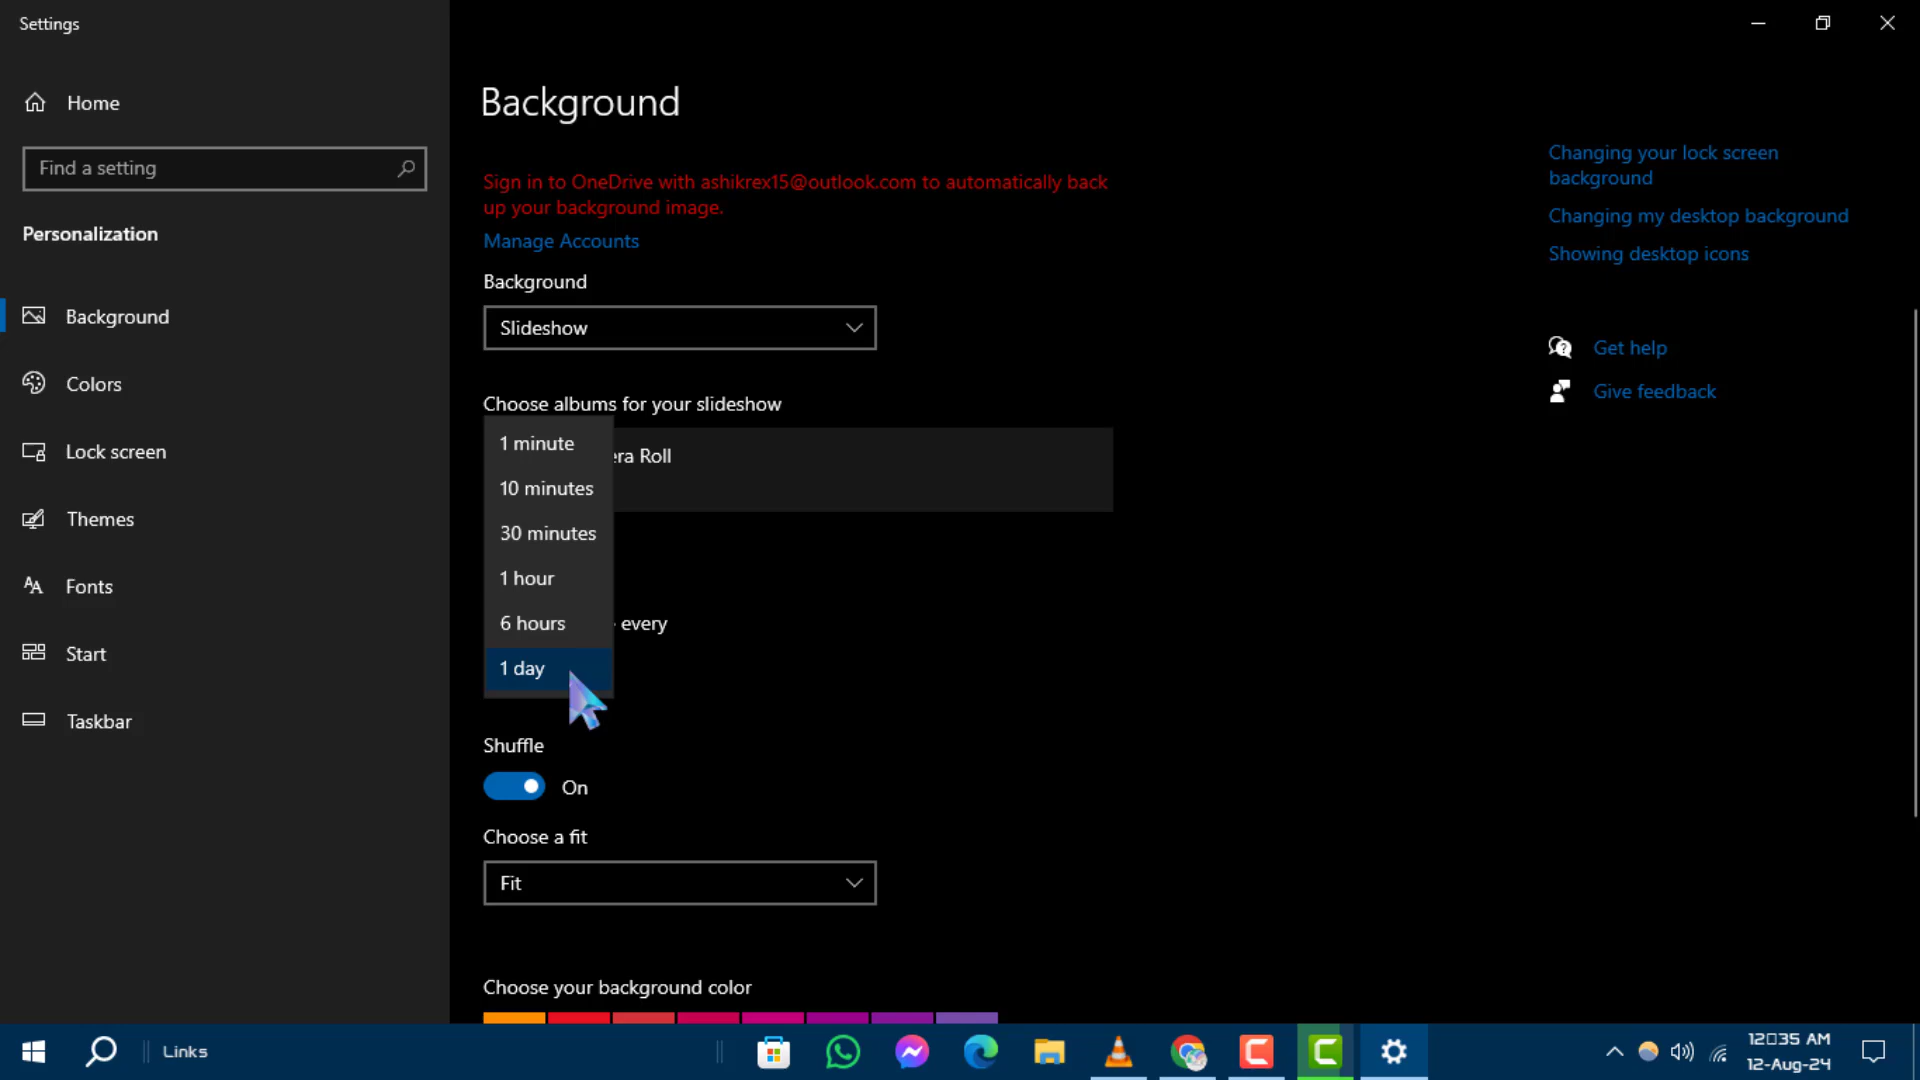 Settings
Home
Find a setting
Personalization
Background
Colors
Lock screen
Themes
Fonts
Start
Taskbar
Background
Sign in to OneDrive with ashikrex15@outlook.com to automatically back
up your background image.
Manage Accounts
Background
Slideshow
Choose albums for your slideshow
era Roll
1 minute
10 minutes
30 minutes
1 hour
6 hours
every
1 day
Shuffle
On
Choose a fit
Fit
Choose your background color
Changing your lock screen
background
Changing my desktop background
Showing desktop icons
Get help
Give feedback
Links
12▯35 AM
12-Aug-24